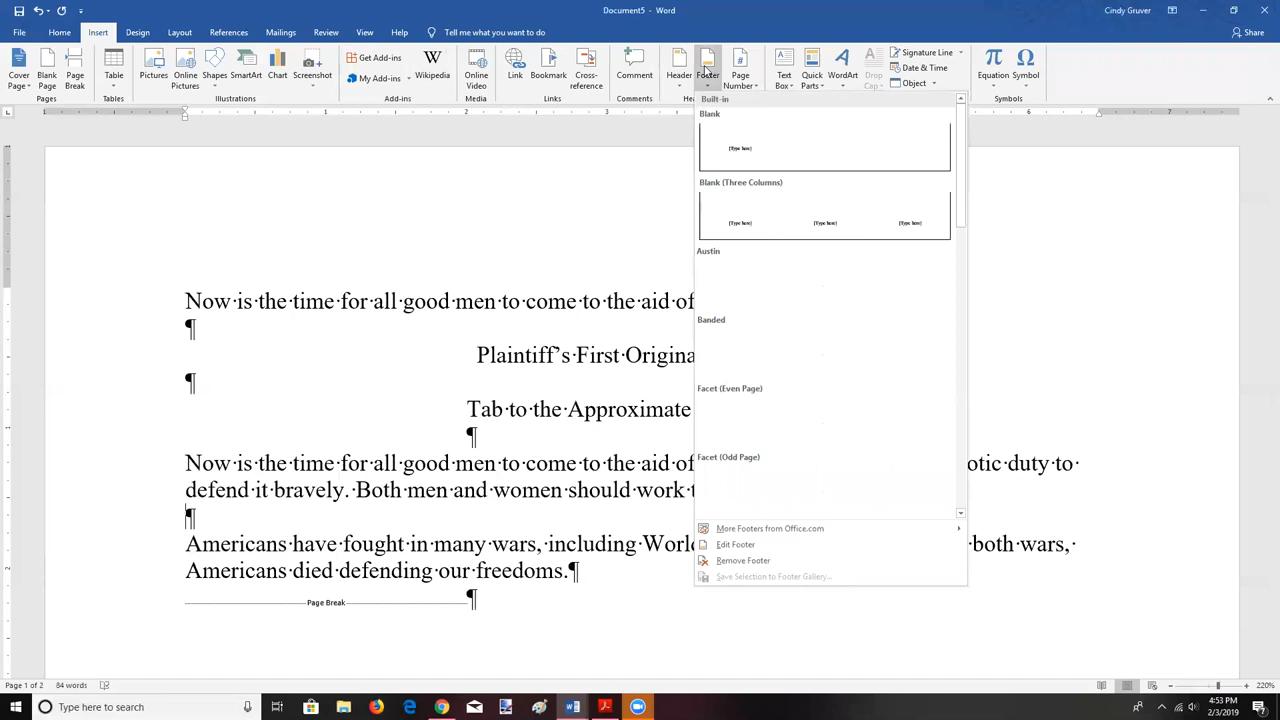 Document5.docx - Word (Product Activation Required)
Cindy Gruver
File Home Insert Design Layout References Mailings Review View Help Tell me what you want to do
Share
Cover Page
Blank Page
Page Break
Pages
Table
Tables
Pictures
Online Pictures
Shapes
SmartArt
Chart
Screenshot
Illustrations
Get Add-ins
My Add-ins
Wikipedia
Add-ins
Online Video
Media
Link
Bookmark
Cross-reference
Links
Comment
Comments
Header
Footer
Page Number
Text Box
Quick Parts
WordArt
Drop Cap
Signature Line
Date & Time
Object
Equation
Symbol
Symbols
1 2 6 7
Built-in
Blank
[Type here]
Blank (Three Columns)
[Type here] [Type here] [Type here]
Austin
Banded
Facet (Even Page)
Facet (Odd Page)
More Footers from Office.com
Edit Footer
Remove Footer
Save Selection to Footer Gallery...
Now·is·the·time·for·all·good·men·to·come·to·the·aid·of
¶
Plaintiff’s·First·Origina
¶
Tab·to·the·Approximate
¶
Now·is·the·time·for·all·good·men·to·come·to·the·aid·of otic·duty·to·
defend·it·bravely.·Both·men·and·women·should·work·t
¶
Americans·have·fought·in·many·wars,·including·Worl both·wars,·
Americans·died·defending·our·freedoms.¶
Page Break¶
Page 1 of 2 84 words
220%
Type here to search
4:53 PM
2/3/2019